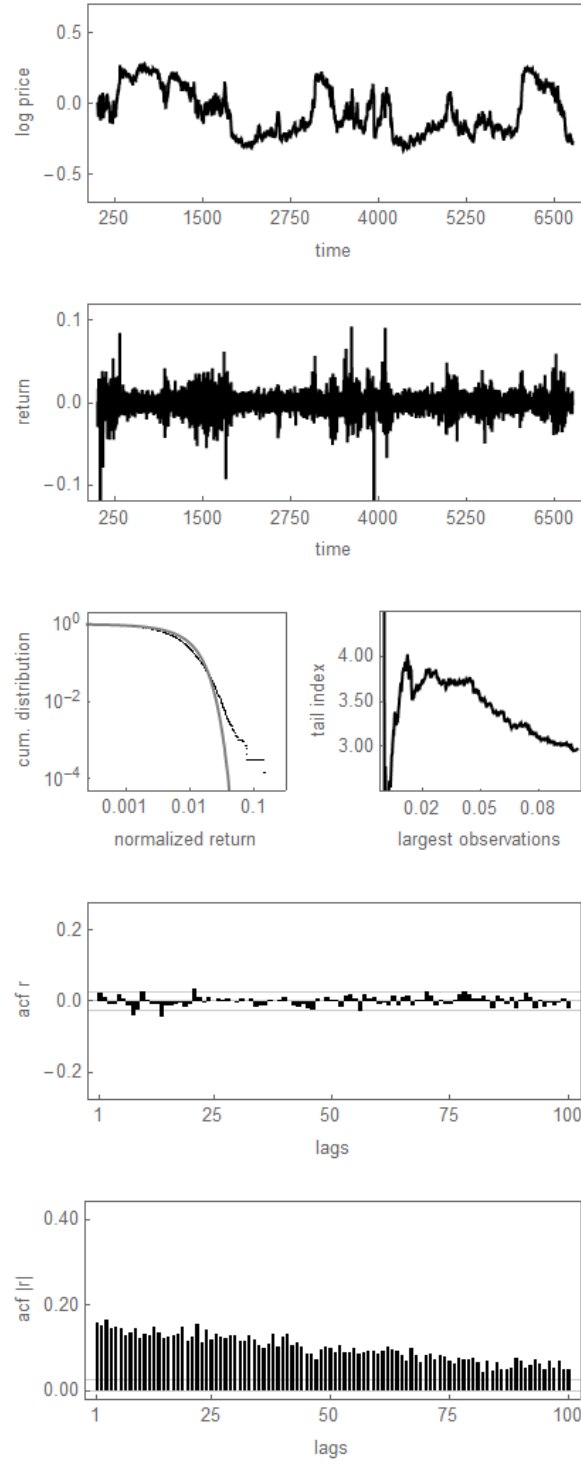 0.5
0.0
−0.5
log price
250 1500 2750 4000 5250 6500
time
0.1
0.0
−0.1
return
250 1500 2750 4000 5250 6500
time
10^0
10^−2
10^−4
cum. distribution
0.001 0.01 0.1
normalized return
4.00
3.50
3.00
tail index
0.02 0.05 0.08
largest observations
0.2
0.0
−0.2
acf r
1 25 50 75 100
lags
0.40
0.20
0.00
acf |r|
1 25 50 75 100
lags